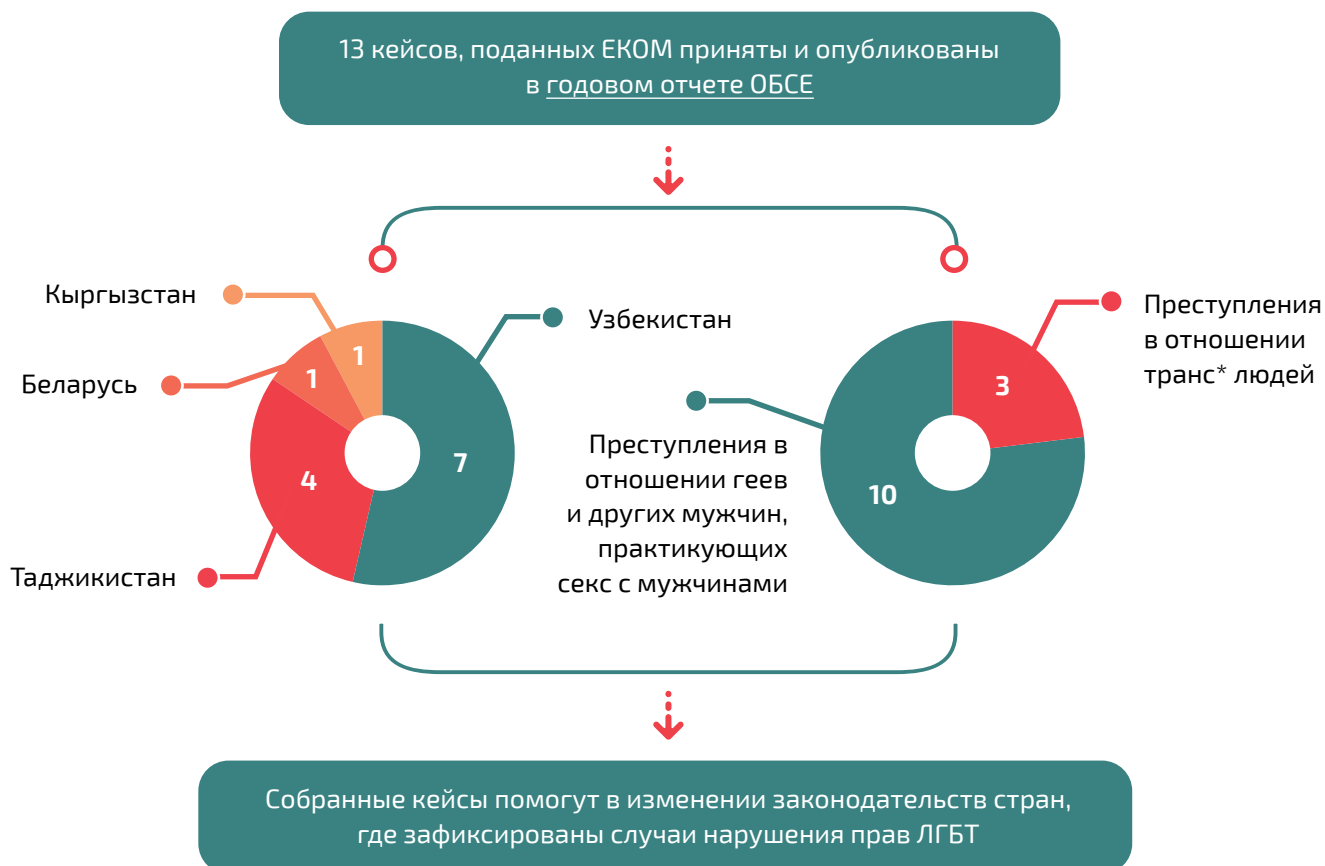 13 кейсов, поданных ЕКОМ приняты и опубликованы
в годовом отчете ОБСЕ
Кыргызстан
Беларусь
Таджикистан
Узбекистан
1
1
4
7
Преступления в
отношении геев
и других мужчин,
практикующих
секс с мужчинами
Преступления
в отношении
транс* людей
3
10
Собранные кейсы помогут в изменении законодательств стран,
где зафиксированы случаи нарушения прав ЛГБТ